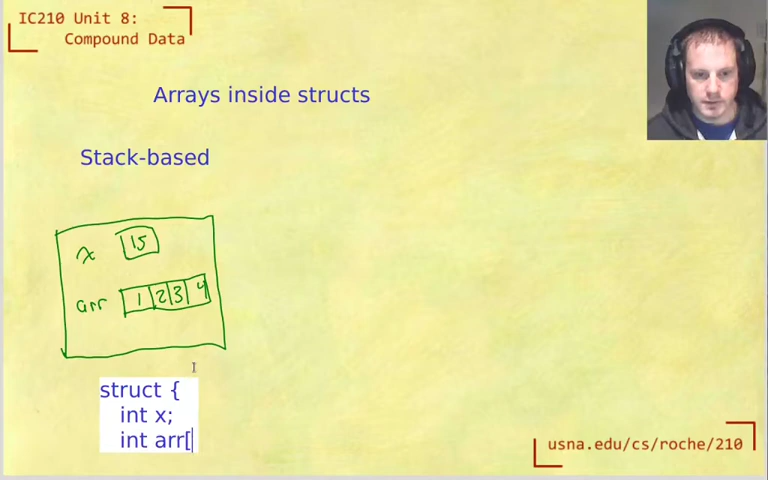 IC210 Unit 8:
Compound Data
Arrays inside structs
Stack-based
x 15
arr 1 2 3 4
struct {
int x;
int arr[
usna.edu/cs/roche/210